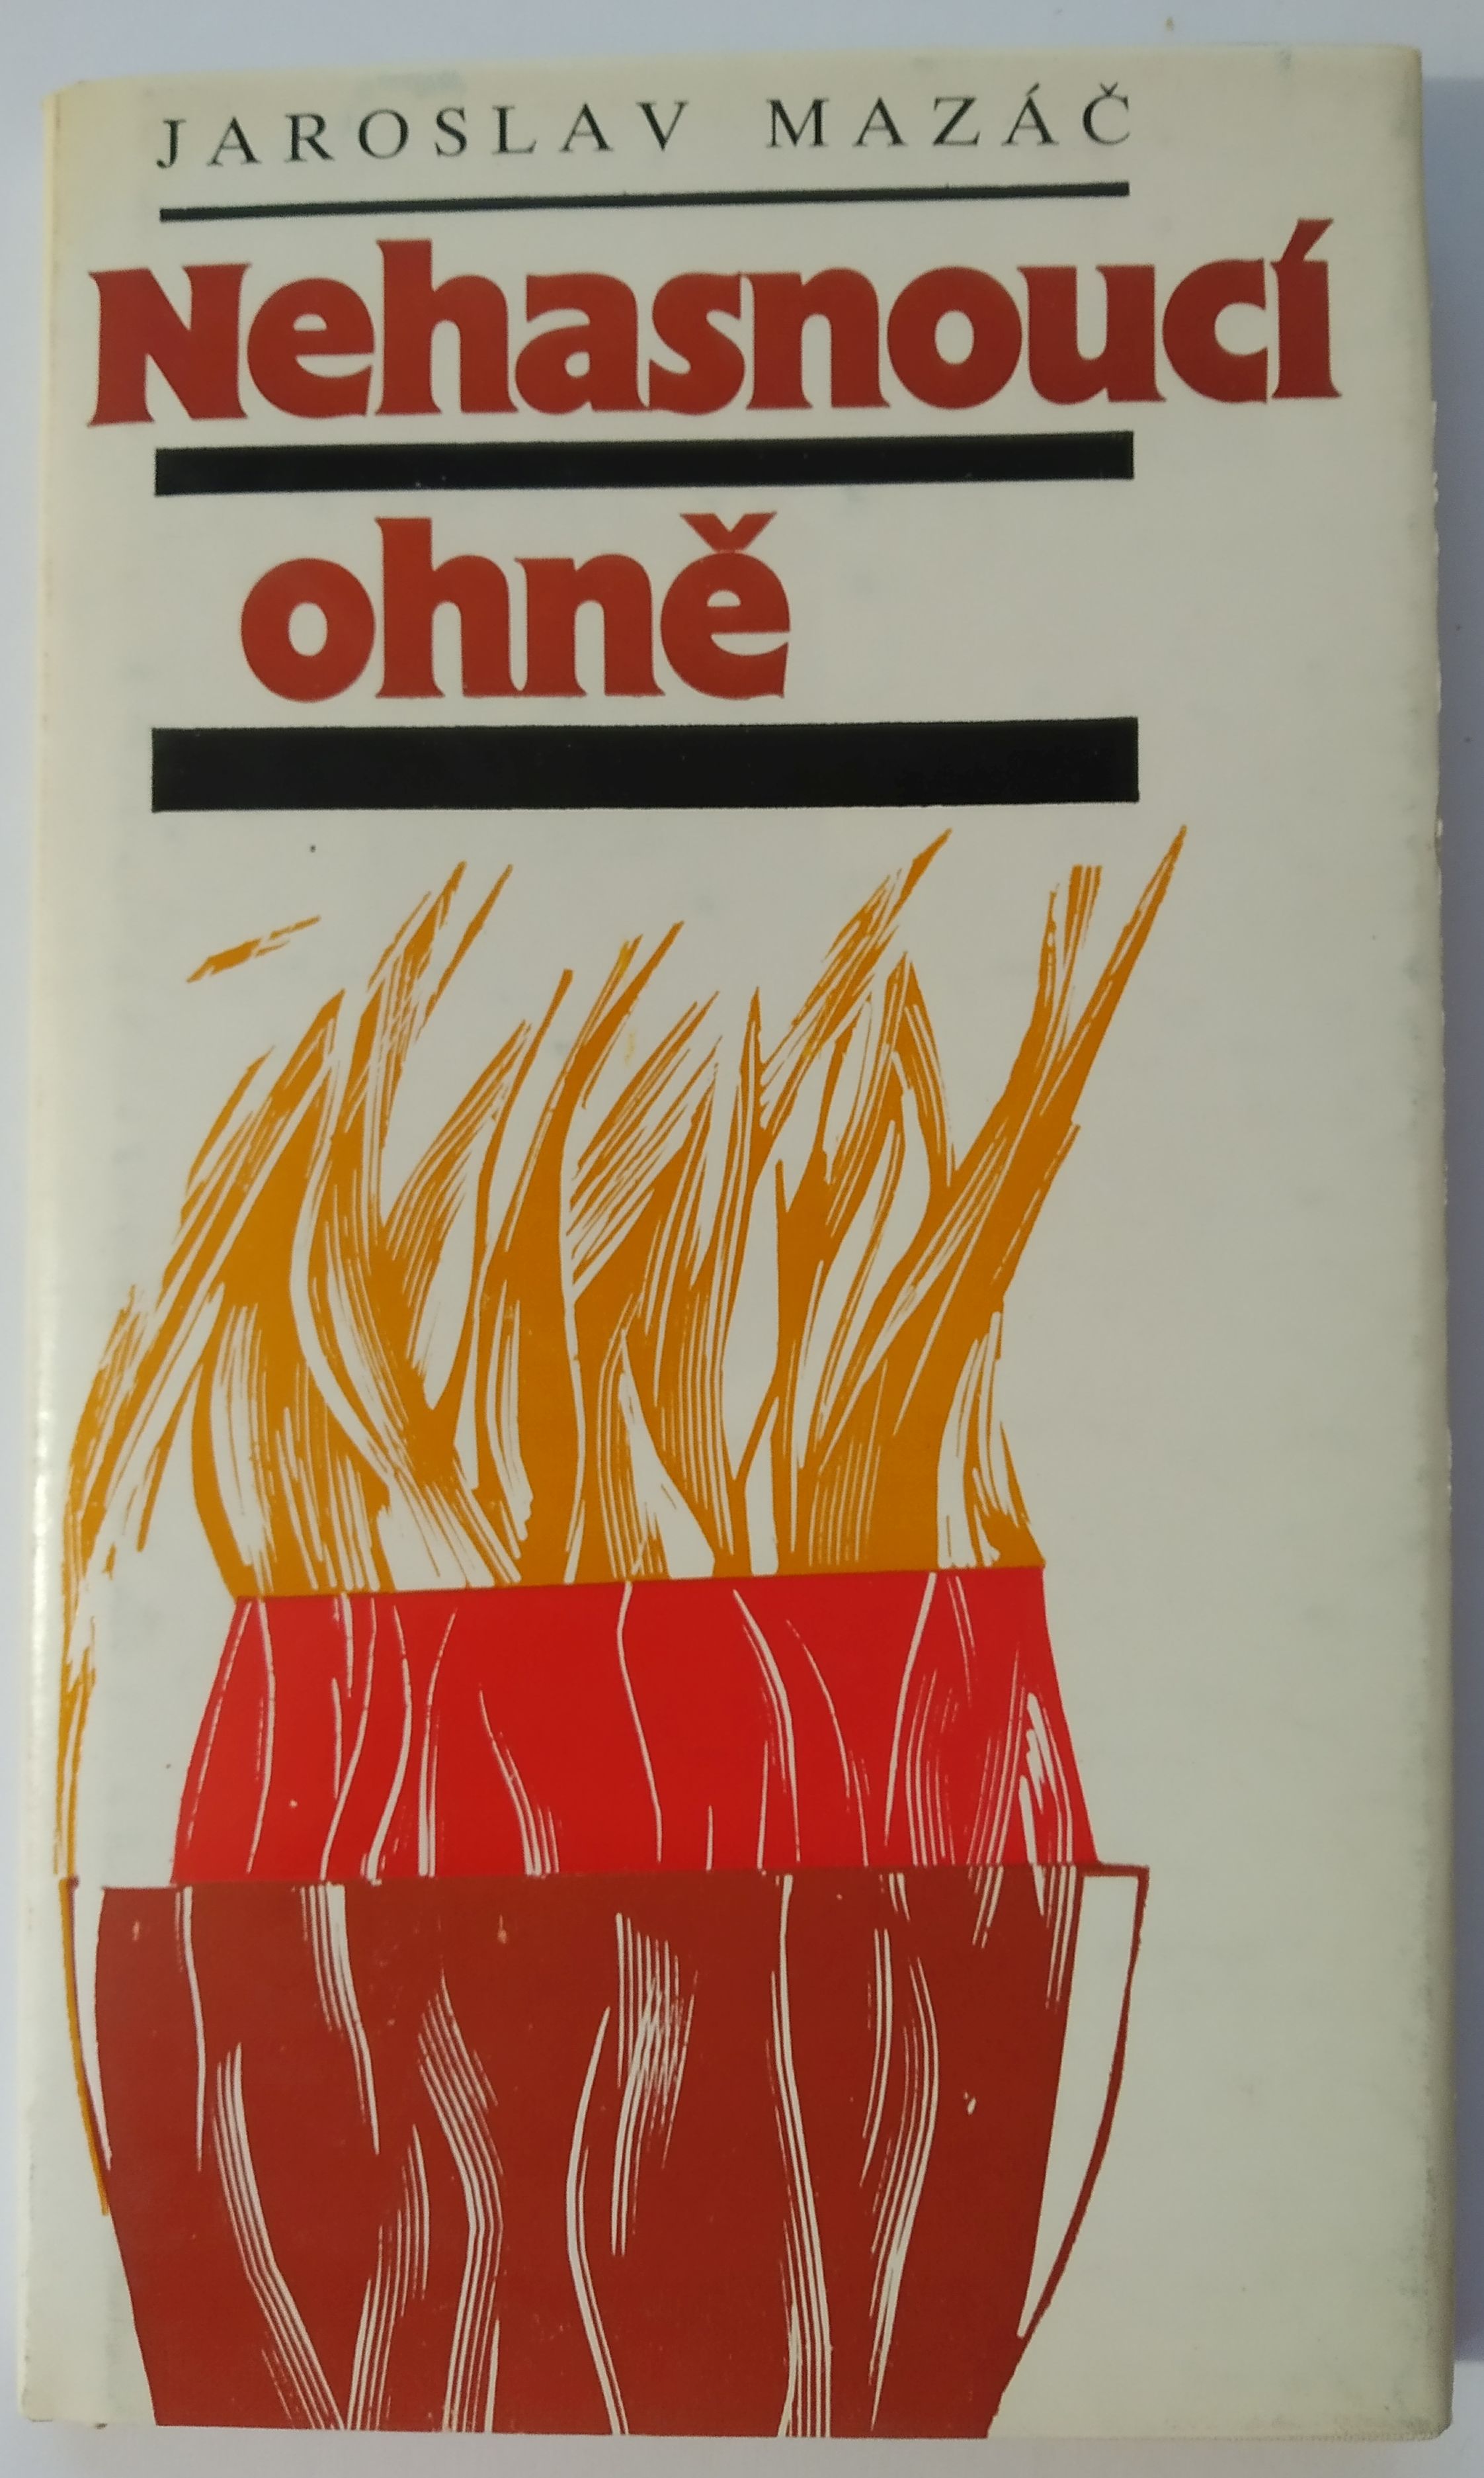 JAROSLAV MAZÁČ
Nehasnoucí
ohně